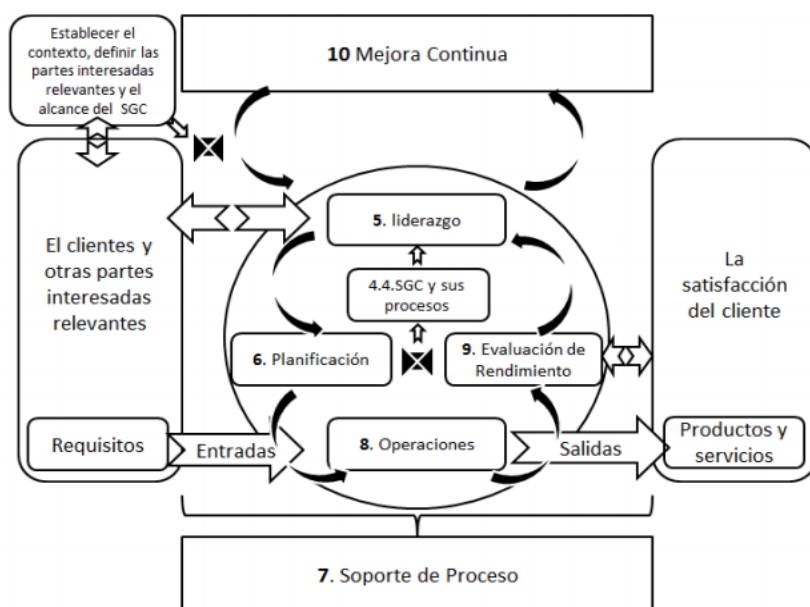 Establecer el
contexto, definir las
partes interesadas
relevantes y el
alcance del SGC
10 Mejora Continua
El clientes y
otras partes
interesadas
relevantes
5. liderazgo
4.4.SGC y sus
procesos
6. Planificación
9. Evaluación de
Rendimiento
La
satisfacción
del cliente
Requisitos
Entradas
8. Operaciones
Salidas
Productos y
servicios
7. Soporte de Proceso